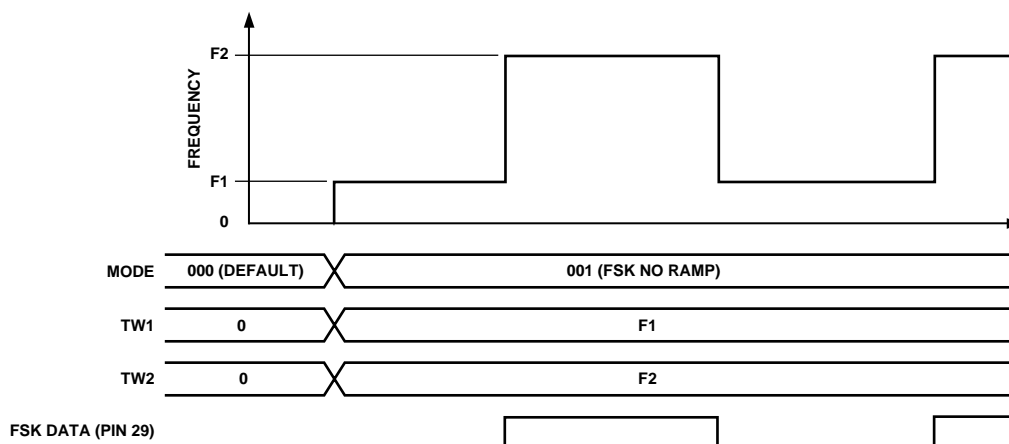 F2
FREQUENCY
F1
0
MODE 000 (DEFAULT) 001 (FSK NO RAMP)
TW1 0 F1
TW2 0 F2
FSK DATA (PIN 29)